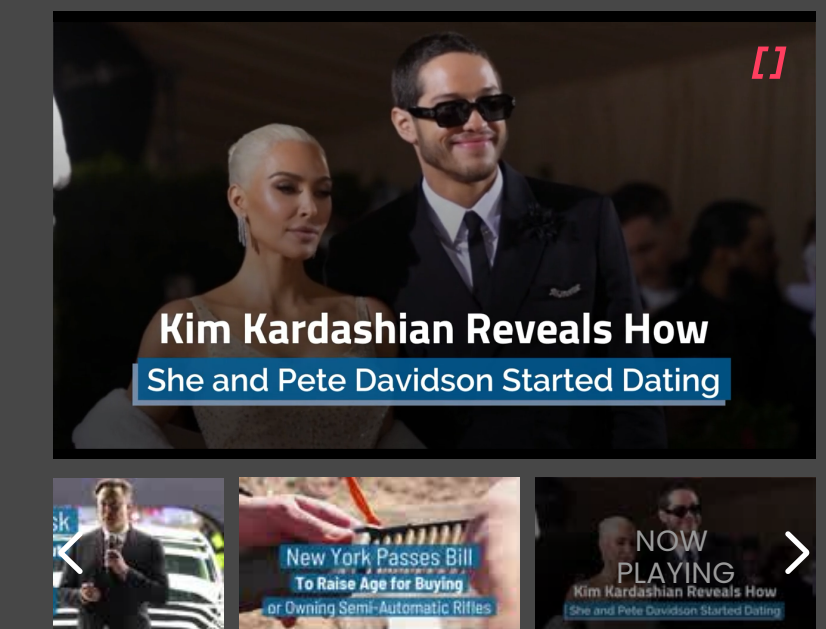 []
Kim Kardashian Reveals How
She and Pete Davidson Started Dating
sk
New York Passes Bill
To Raise Age for Buying
or Owning Semi-Automatic Rifles
NOW
PLAYING
Kim Kardashian Reveals How
She and Pete Davidson Started Dating